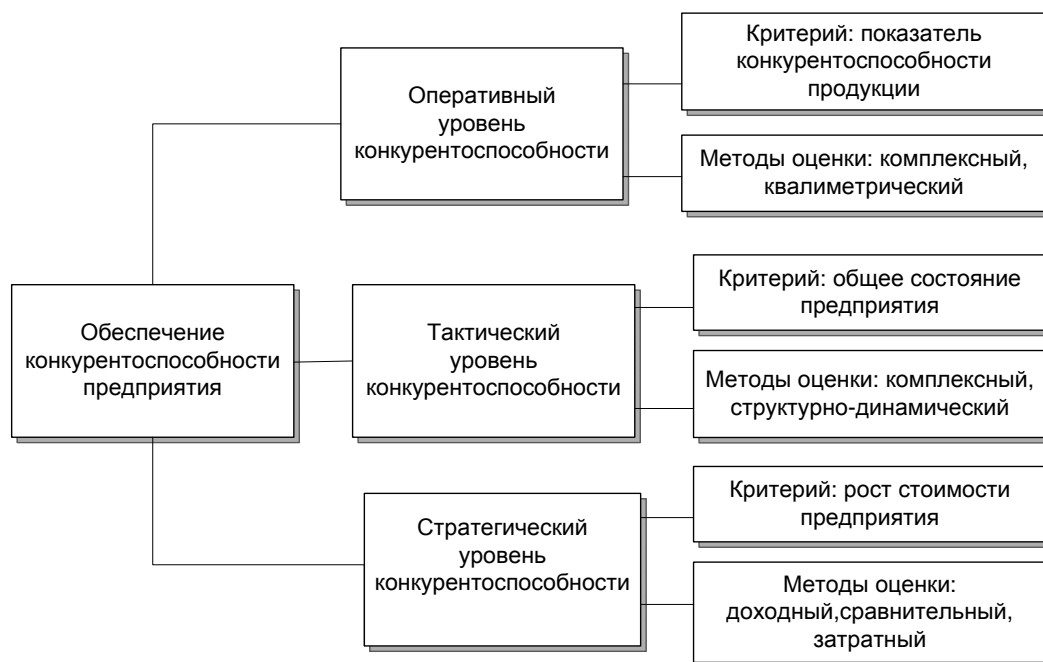 Обеспечение
конкурентоспособности
предприятия
Оперативный
уровень
конкурентоспособности
Критерий: показатель
конкурентоспособности
продукции
Методы оценки: комплексный,
квалиметрический
Тактический
уровень
конкурентоспособности
Критерий: общее состояние
предприятия
Методы оценки: комплексный,
структурно-динамический
Стратегический
уровень
конкурентоспособности
Критерий: рост стоимости
предприятия
Методы оценки:
доходный,сравнительный,
затратный